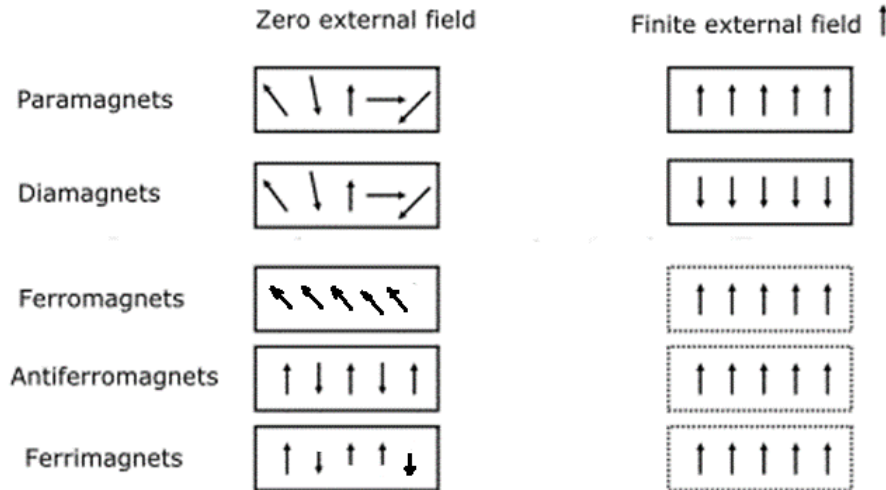 Zero external field
Finite external field
Paramagnets
Diamagnets
Ferromagnets
Antiferromagnets
Ferrimagnets